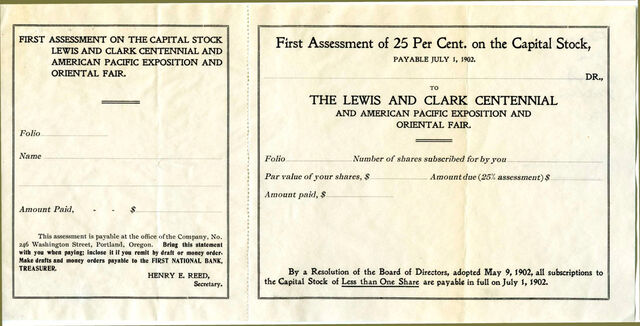 FIRST ASSESSMENT ON THE CAPITAL STOCK
LEWIS AND CLARK CENTENNIAL AND
AMERICAN PACIFIC EXPOSITION AND
ORIENTAL FAIR.
Folio
Name
Amount Paid, - - $
This assessment is payable at the office of the Company, No.
246 Washington Street, Portland, Oregon. Bring this statement
with you when paying; inclose it if you remit by draft or money order.
Make drafts and money orders payable to the FIRST NATIONAL BANK,
TREASURER.
HENRY E. REED,
Secretary.
First Assessment of 25 Per Cent. on the Capital Stock,
PAYABLE JULY 1, 1902.
DR.,
TO
THE LEWIS AND CLARK CENTENNIAL
AND AMERICAN PACIFIC EXPOSITION AND
ORIENTAL FAIR.
Folio Number of shares subscribed for by you
Par value of your shares, $ Amount due (25% assessment) $
Amount paid, $
By a Resolution of the Board of Directors, adopted May 9, 1902, all subscriptions to
the Capital Stock of Less than One Share are payable in full on July 1, 1902.